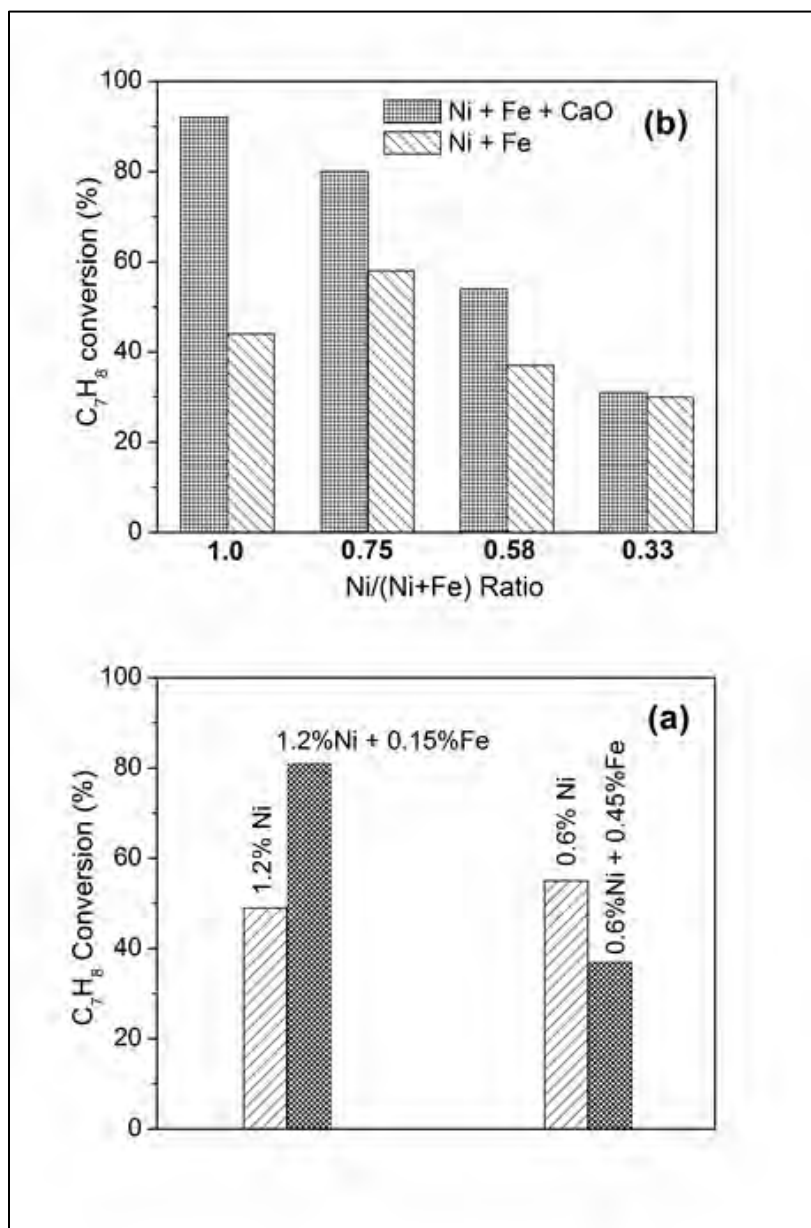 100
80
60
40
20
0
C₇H₈ conversion (%)
Ni + Fe + CaO
Ni + Fe
(b)
1.0 0.75 0.58 0.33
Ni/(Ni+Fe) Ratio
100
80
60
40
20
0
C₇H₈ Conversion (%)
(a)
1.2%Ni + 0.15%Fe
1.2% Ni
0.6% Ni
0.6%Ni + 0.45%Fe